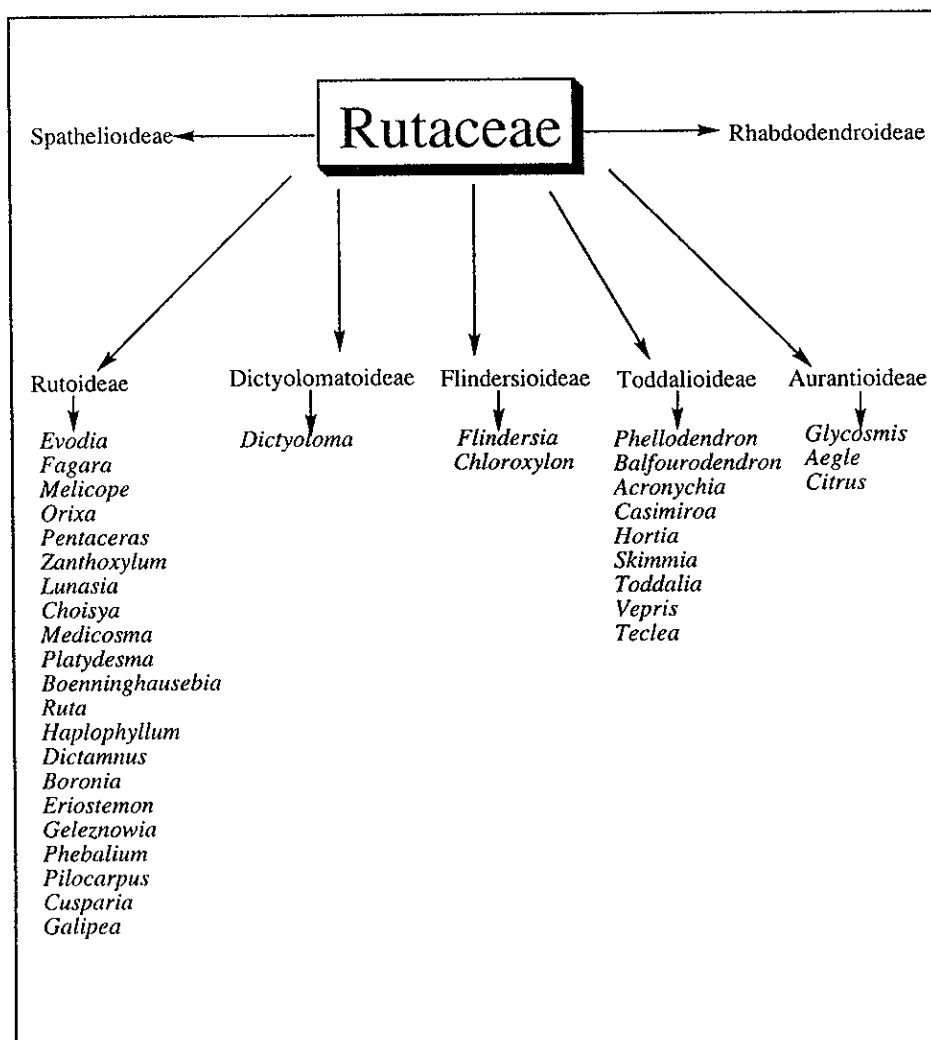 Rutaceae
Spathelioideae
Rhabdodendroideae
Rutoideae
Evodia
Fagara
Melicope
Orixa
Pentaceras
Zanthoxylum
Lunasia
Choisya
Medicosma
Platydesma
Boenninghausebia
Ruta
Haplophyllum
Dictamnus
Boronia
Eriostemon
Geleznowia
Phebalium
Pilocarpus
Cusparia
Galipea
Dictyolomatoideae
Dictyoloma
Flindersioideae
Flindersia
Chloroxylon
Toddalioideae
Phellodendron
Balfourodendron
Acronychia
Casimiroa
Hortia
Skimmia
Toddalia
Vepris
Teclea
Aurantioideae
Glycosmis
Aegle
Citrus